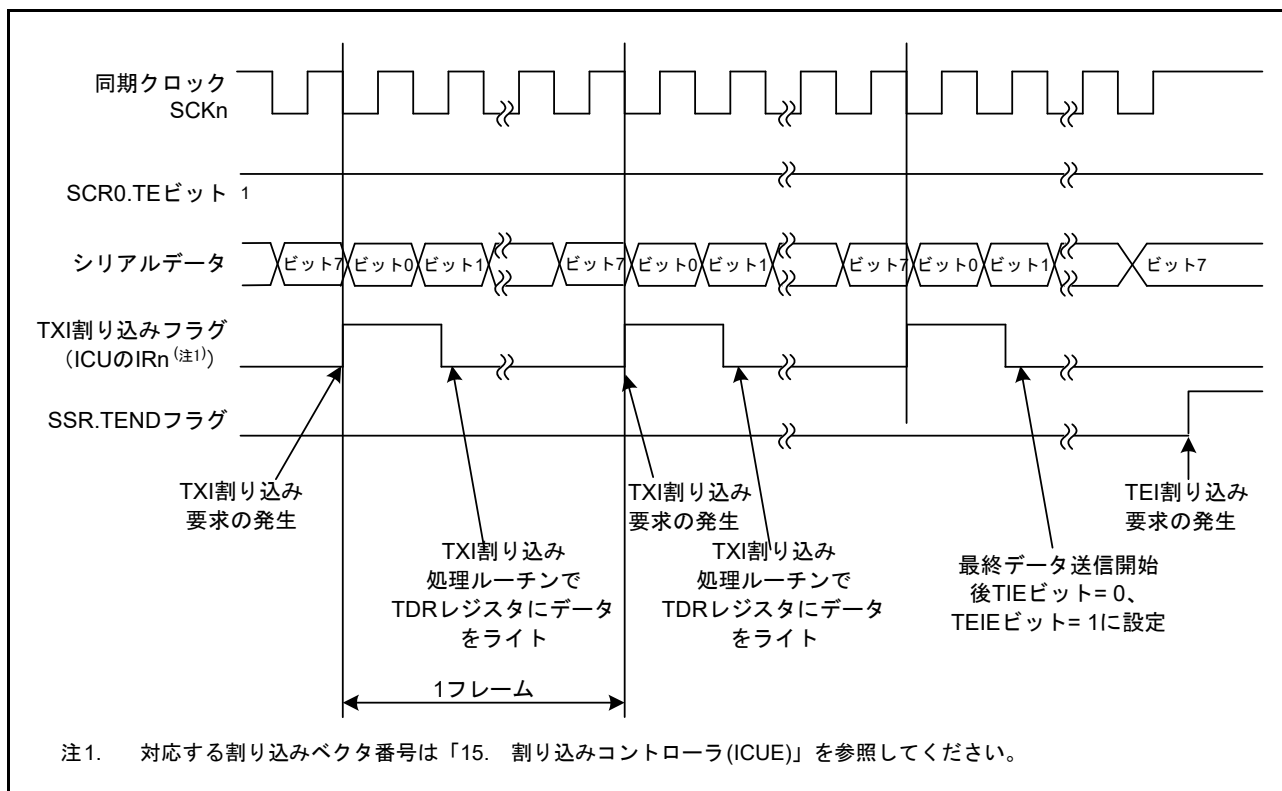 同期クロック
SCKn
SCR0.TEビット 1
シリアルデータ
ビット7 ビット0 ビット1 ビット7 ビット0 ビット1 ビット7 ビット0 ビット1 ビット7
TXI割り込みフラグ
(ICUのIRn(注1))
SSR.TENDフラグ
TXI割り込み
要求の発生
TXI割り込み
処理ルーチンで
TDRレジスタにデータ
をライト
TXI割り込み
要求の発生
TXI割り込み
処理ルーチンで
TDRレジスタにデータ
をライト
最終データ送信開始
後TIEビット= 0、
TEIEビット= 1に設定
TEI割り込み
要求の発生
1フレーム
注1. 対応する割り込みベクタ番号は「15. 割り込みコントローラ(ICUE)」を参照してください。